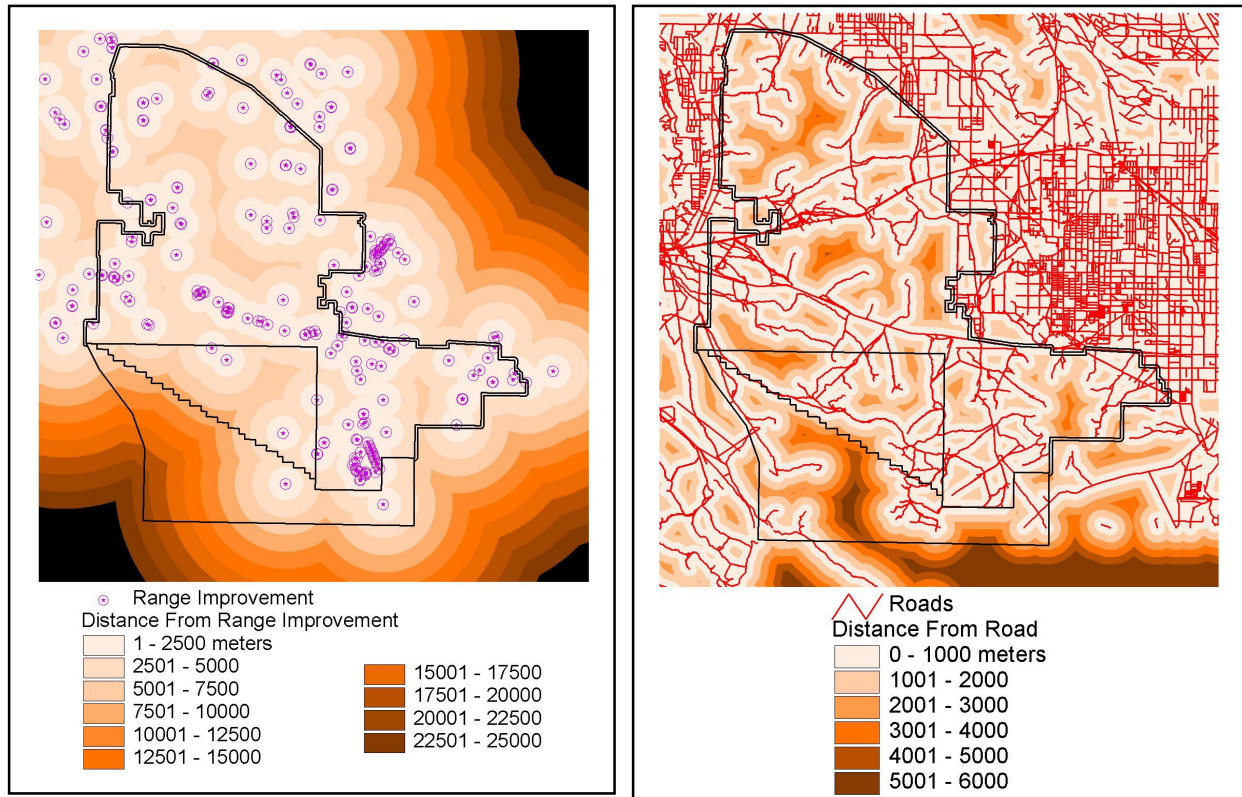 Range Improvement
Distance From Range Improvement
1 - 2500 meters
2501 - 5000
5001 - 7500
7501 - 10000
10001 - 12500
12501 - 15000
15001 - 17500
17501 - 20000
20001 - 22500
22501 - 25000
Roads
Distance From Road
0 - 1000 meters
1001 - 2000
2001 - 3000
3001 - 4000
4001 - 5000
5001 - 6000